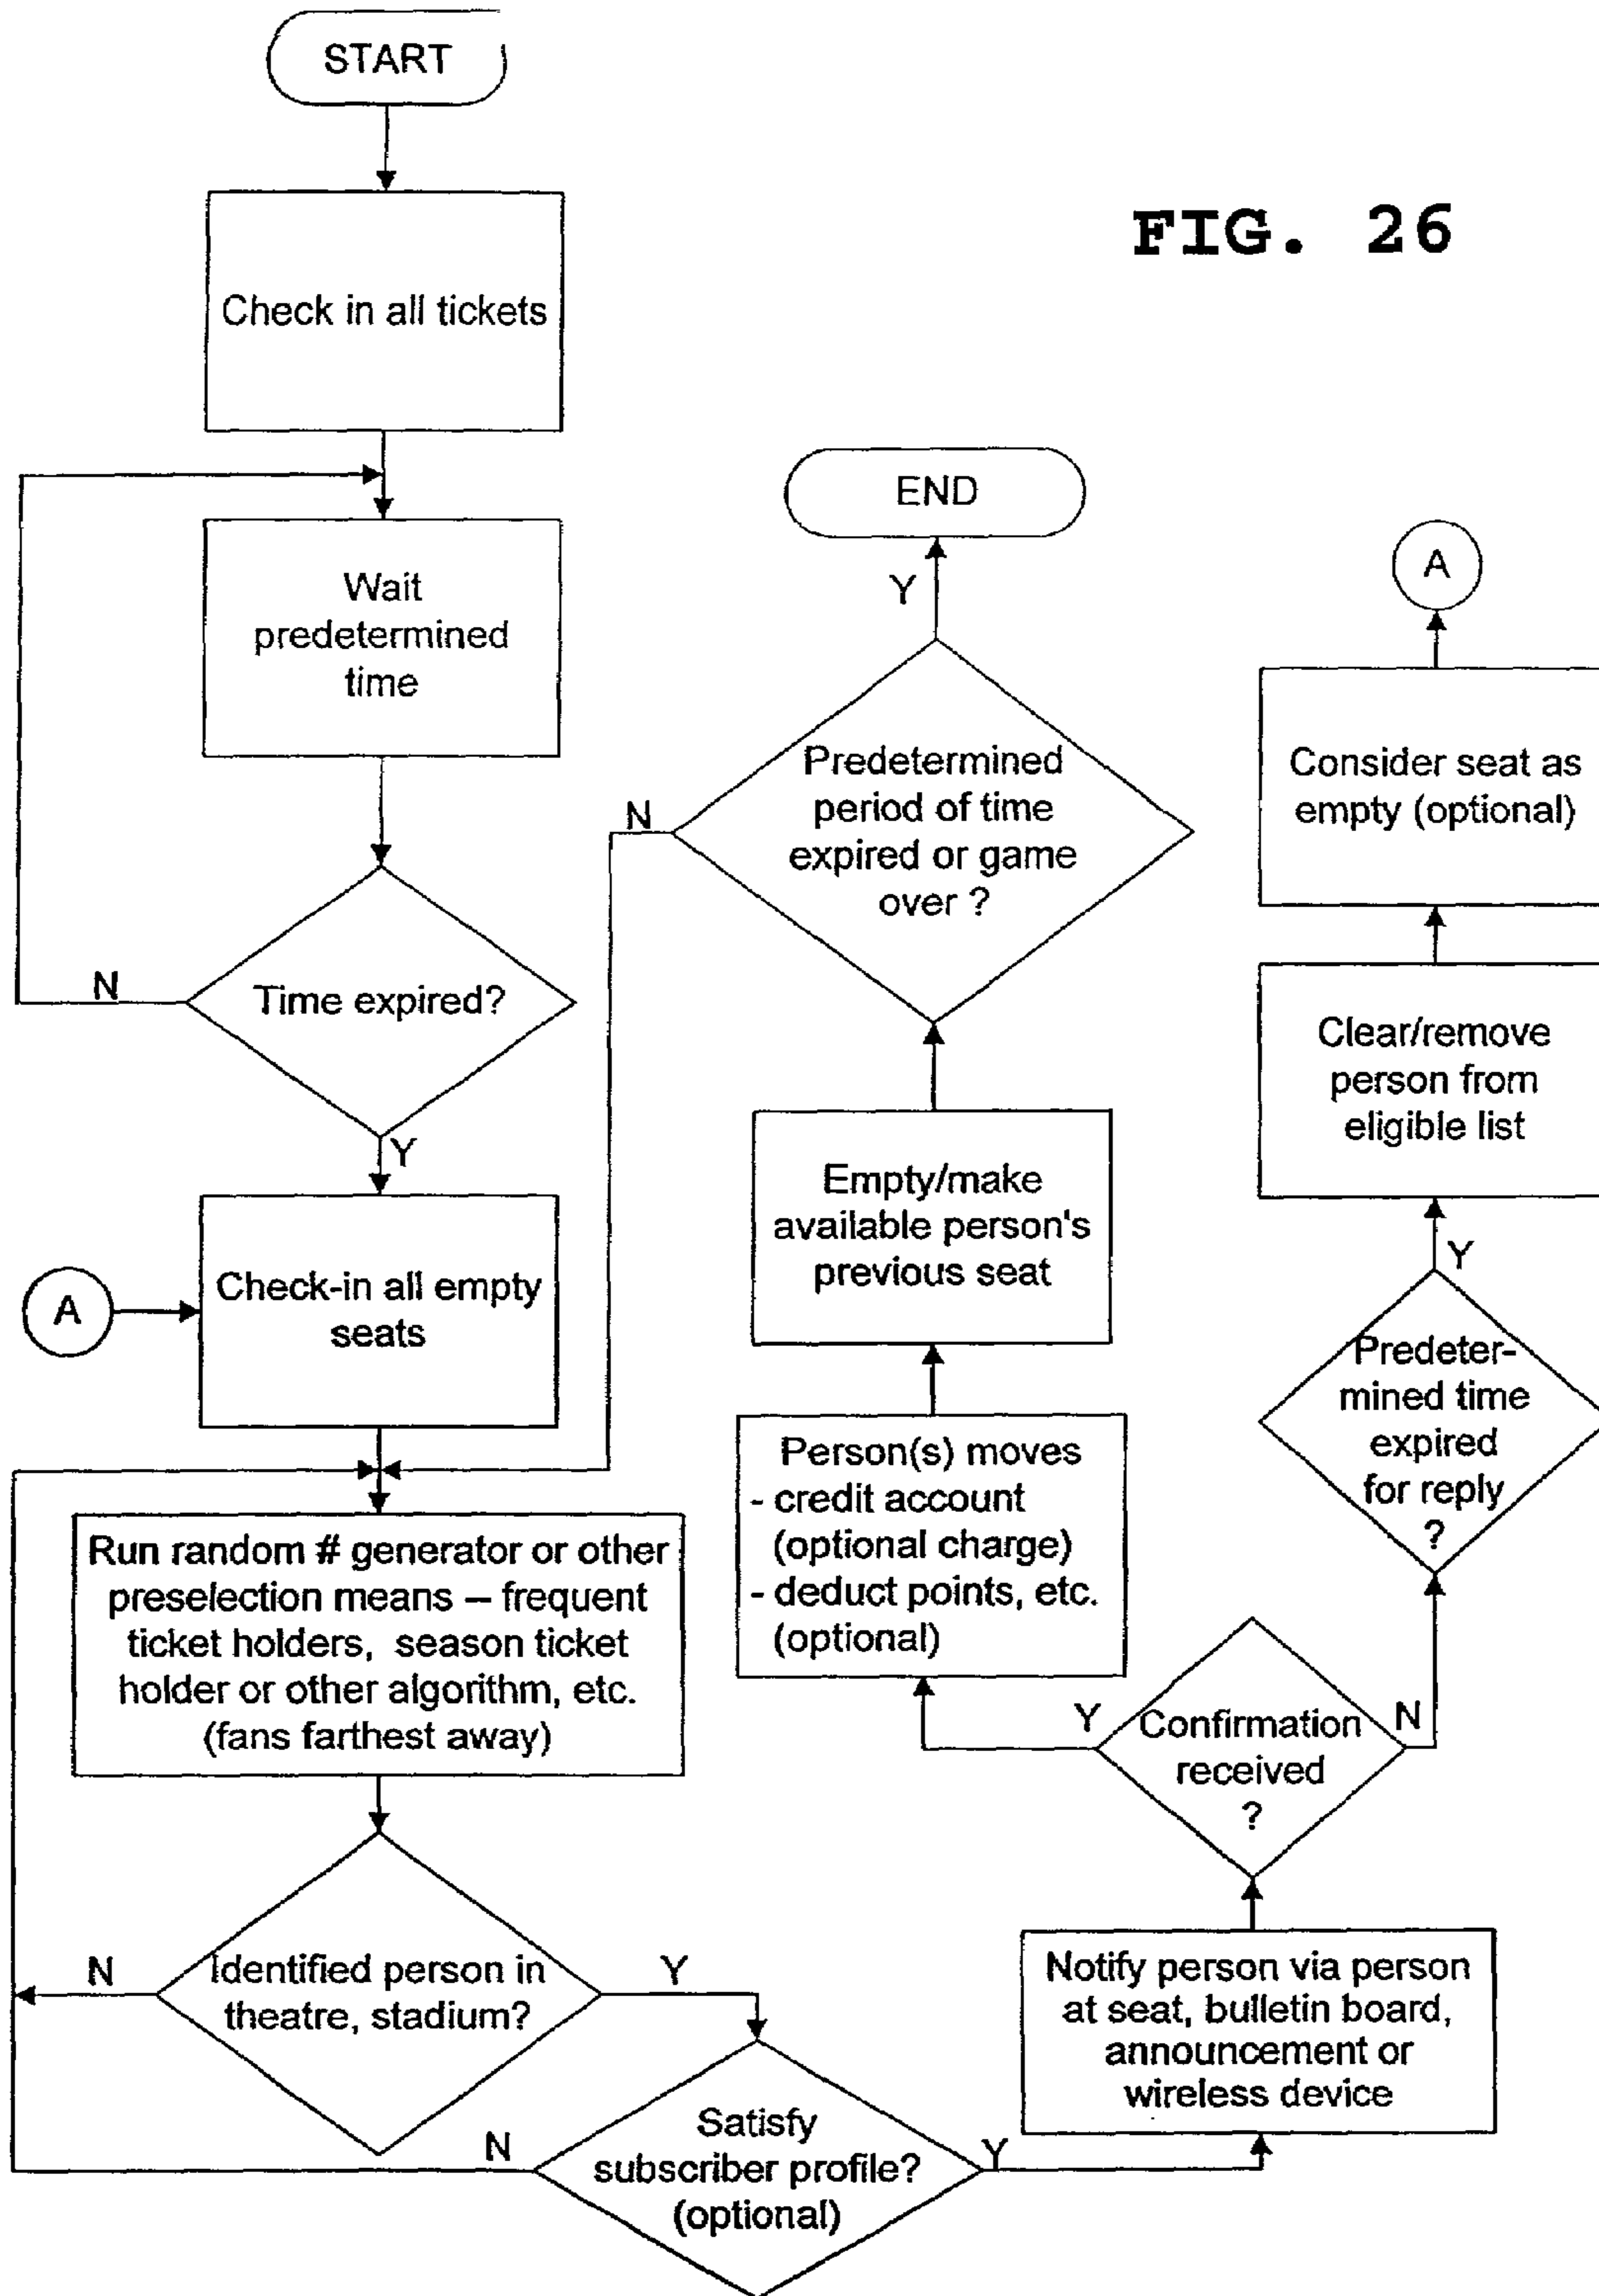 START
FIG. 26
Check in all tickets
Wait
predetermined
time
N
Time expired?
Y
A
Check-in all empty
seats
Run random # generator or other
preselection means – frequent
ticket holders, season ticket
holder or other algorithm, etc.
(fans farthest away)
N
Identified person in
theatre, stadium?
Y
N
Satisfy
subscriber profile?
(optional)
Y
Notify person via person
at seat, bulletin board,
announcement or
wireless device
Y
Confirmation
received
?
N
Person(s) moves
- credit account
(optional charge)
- deduct points, etc.
(optional)
Empty/make
available person's
previous seat
N
Predetermined
period of time
expired or game
over ?
Y
END
Predeter-
mined time
expired
for reply
?
Y
Clear/remove
person from
eligible list
Consider seat as
empty (optional)
A